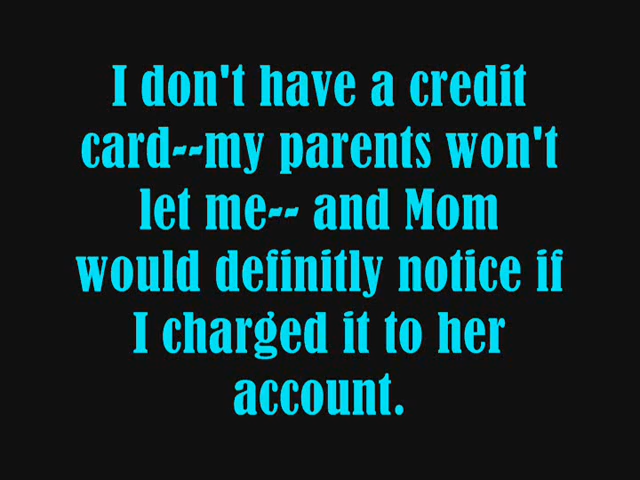 I don't have a credit
card--my parents won't
let me-- and Mom
would definitly notice if
I charged it to her
account.